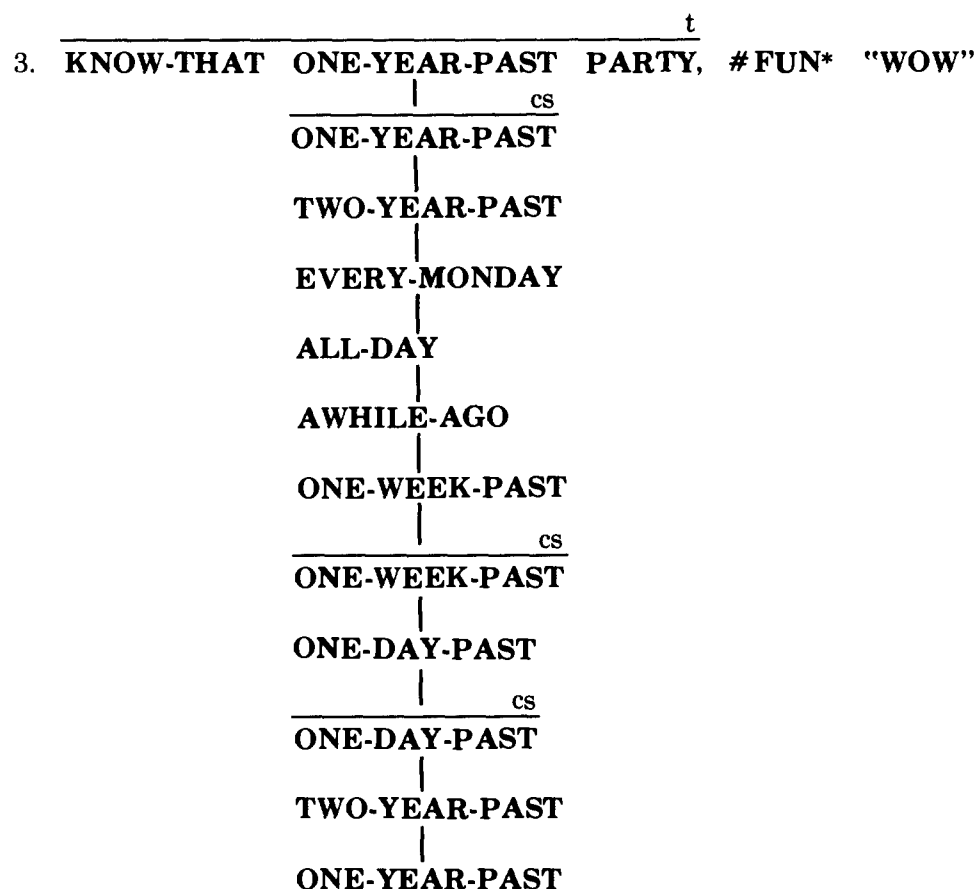 t
3. KNOW-THAT ONE-YEAR-PAST PARTY, #FUN* “WOW”
cs
ONE-YEAR-PAST
TWO-YEAR-PAST
EVERY-MONDAY
ALL-DAY
AWHILE-AGO
ONE-WEEK-PAST
cs
ONE-WEEK-PAST
ONE-DAY-PAST
cs
ONE-DAY-PAST
TWO-YEAR-PAST
ONE-YEAR-PAST